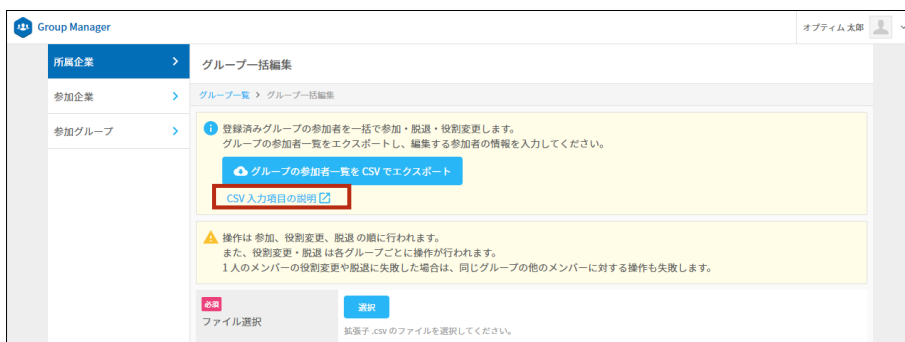 Group Manager
オプティム 太郎
所属企業
参加企業
参加グループ
グループ一括編集
グループ一覧 > グループ一括編集
登録済みグループの参加者を一括で参加・脱退・役割変更します。
グループの参加者一覧をエクスポートし、編集する参加者の情報を入力してください。
グループの参加者一覧を CSV でエクスポート
CSV 入力項目の説明
操作は 参加、役割変更、脱退 の順に行われます。
また、役割変更・脱退 は各グループごとに操作が行われます。
1 人のメンバーの役割変更や脱退に失敗した場合は、同じグループの他のメンバーに対する操作も失敗します。
必須
ファイル選択
選択
拡張子 .csv のファイルを選択してください。